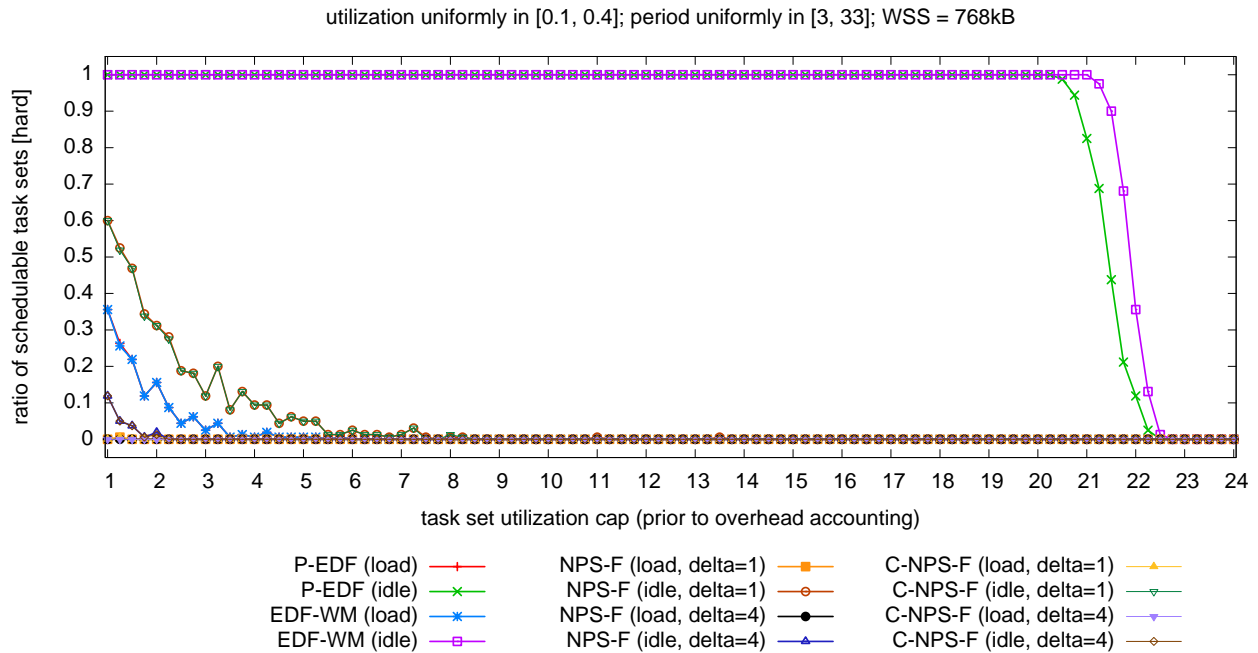 utilization uniformly in [0.1, 0.4]; period uniformly in [3, 33]; WSS = 768kB
ratio of schedulable task sets [hard]
1
0.9
0.8
0.7
0.6
0.5
0.4
0.3
0.2
0.1
0
1 2 3 4 5 6 7 8 9 10 11 12 13 14 15 16 17 18 19 20 21 22 23 24
task set utilization cap (prior to overhead accounting)
P-EDF (load) NPS-F (load, delta=1) C-NPS-F (load, delta=1)
P-EDF (idle) NPS-F (idle, delta=1) C-NPS-F (idle, delta=1)
EDF-WM (load) NPS-F (load, delta=4) C-NPS-F (load, delta=4)
EDF-WM (idle) NPS-F (idle, delta=4) C-NPS-F (idle, delta=4)